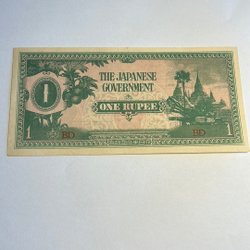 THE JAPANESE
GOVERNMENT
1
ONE RUPEE
1 BD BD 1